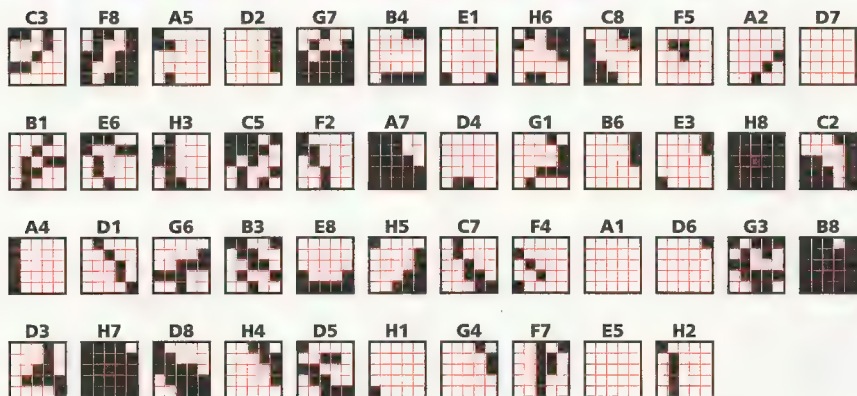 C3 F8 A5 D2 G7 B4 E1 H6 C8 F5 A2 D7
B1 E6 H3 C5 F2 A7 D4 G1 B6 E3 H8 C2
A4 D1 G6 B3 E8 H5 C7 F4 A1 D6 G3 B8
D3 H7 D8 H4 D5 H1 G4 F7 E5 H2